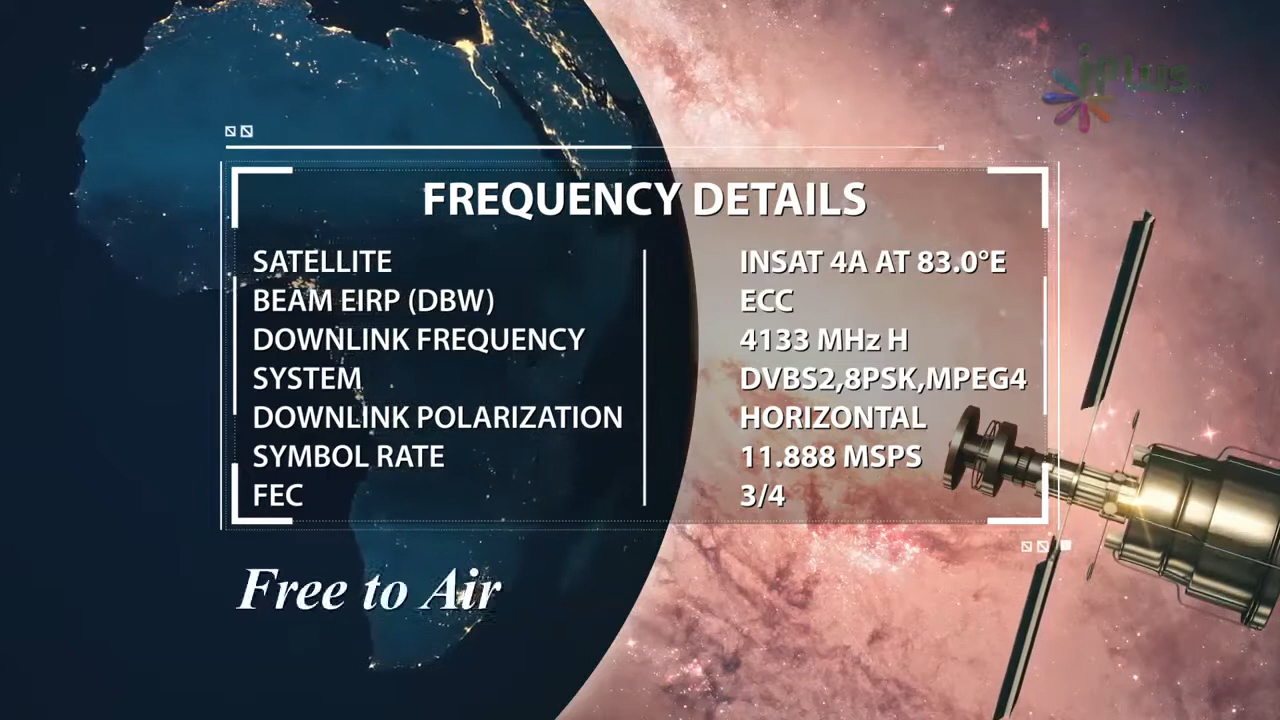 iPlus
FREQUENCY DETAILS
SATELLITE INSAT 4A AT 83.0°E
BEAM EIRP (DBW) ECC
DOWNLINK FREQUENCY 4133 MHz H
SYSTEM DVBS2,8PSK,MPEG4
DOWNLINK POLARIZATION HORIZONTAL
SYMBOL RATE 11.888 MSPS
FEC 3/4
Free to Air